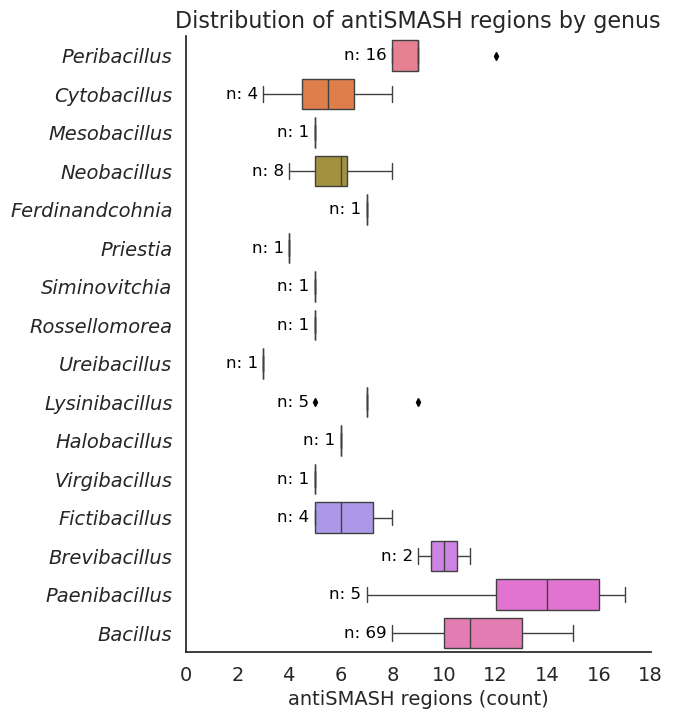 Distribution of antiSMASH regions by genus
Peribacillus n: 16
Cytobacillus n: 4
Mesobacillus n: 1
Neobacillus n: 8
Ferdinandcohnia n: 1
Priestia n: 1
Siminovitchia n: 1
Rossellomorea n: 1
Ureibacillus n: 1
Lysinibacillus n: 5
Halobacillus n: 1
Virgibacillus n: 1
Fictibacillus n: 4
Brevibacillus n: 2
Paenibacillus n: 5
Bacillus n: 69
0 2 4 6 8 10 12 14 16 18
antiSMASH regions (count)